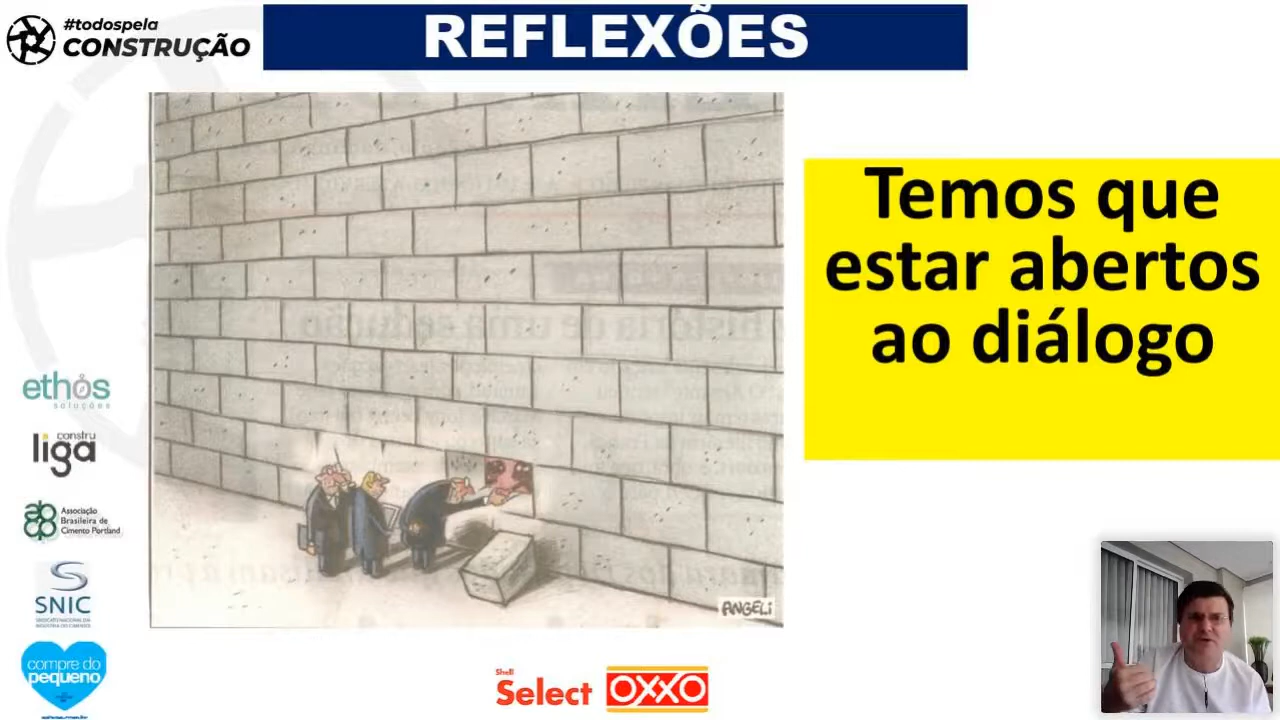 #todospela
CONSTRUÇÃO
REFLEXÕES
Temos que
estar abertos
ao diálogo
ethos
soluções
constru
liga
Associação
Brasileira de
Cimento Portland
SNIC
compre do
pequeno
ANGELI
Shell
Select
OXXO